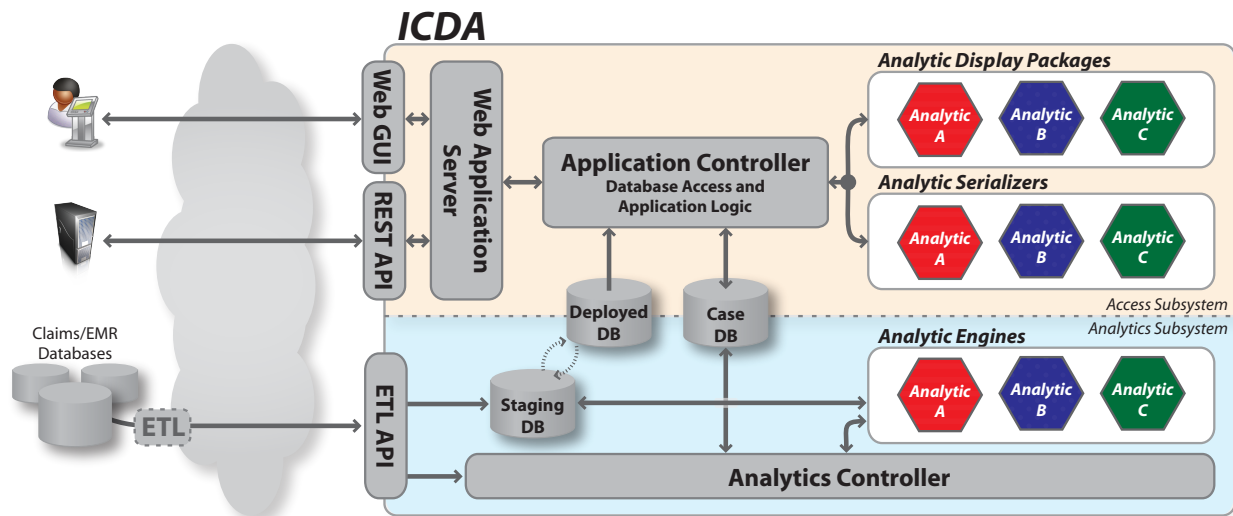 ICDA
Web GUI
REST API
Web Application
Server
Application Controller
Database Access and
Application Logic
Analytic Display Packages
Analytic
A
Analytic
B
Analytic
C
Analytic Serializers
Analytic
A
Analytic
B
Analytic
C
Access Subsystem
Analytics Subsystem
Deployed
DB
Case
DB
Claims/EMR
Databases
ETL
ETL API
Staging
DB
Analytic Engines
Analytic
A
Analytic
B
Analytic
C
Analytics Controller